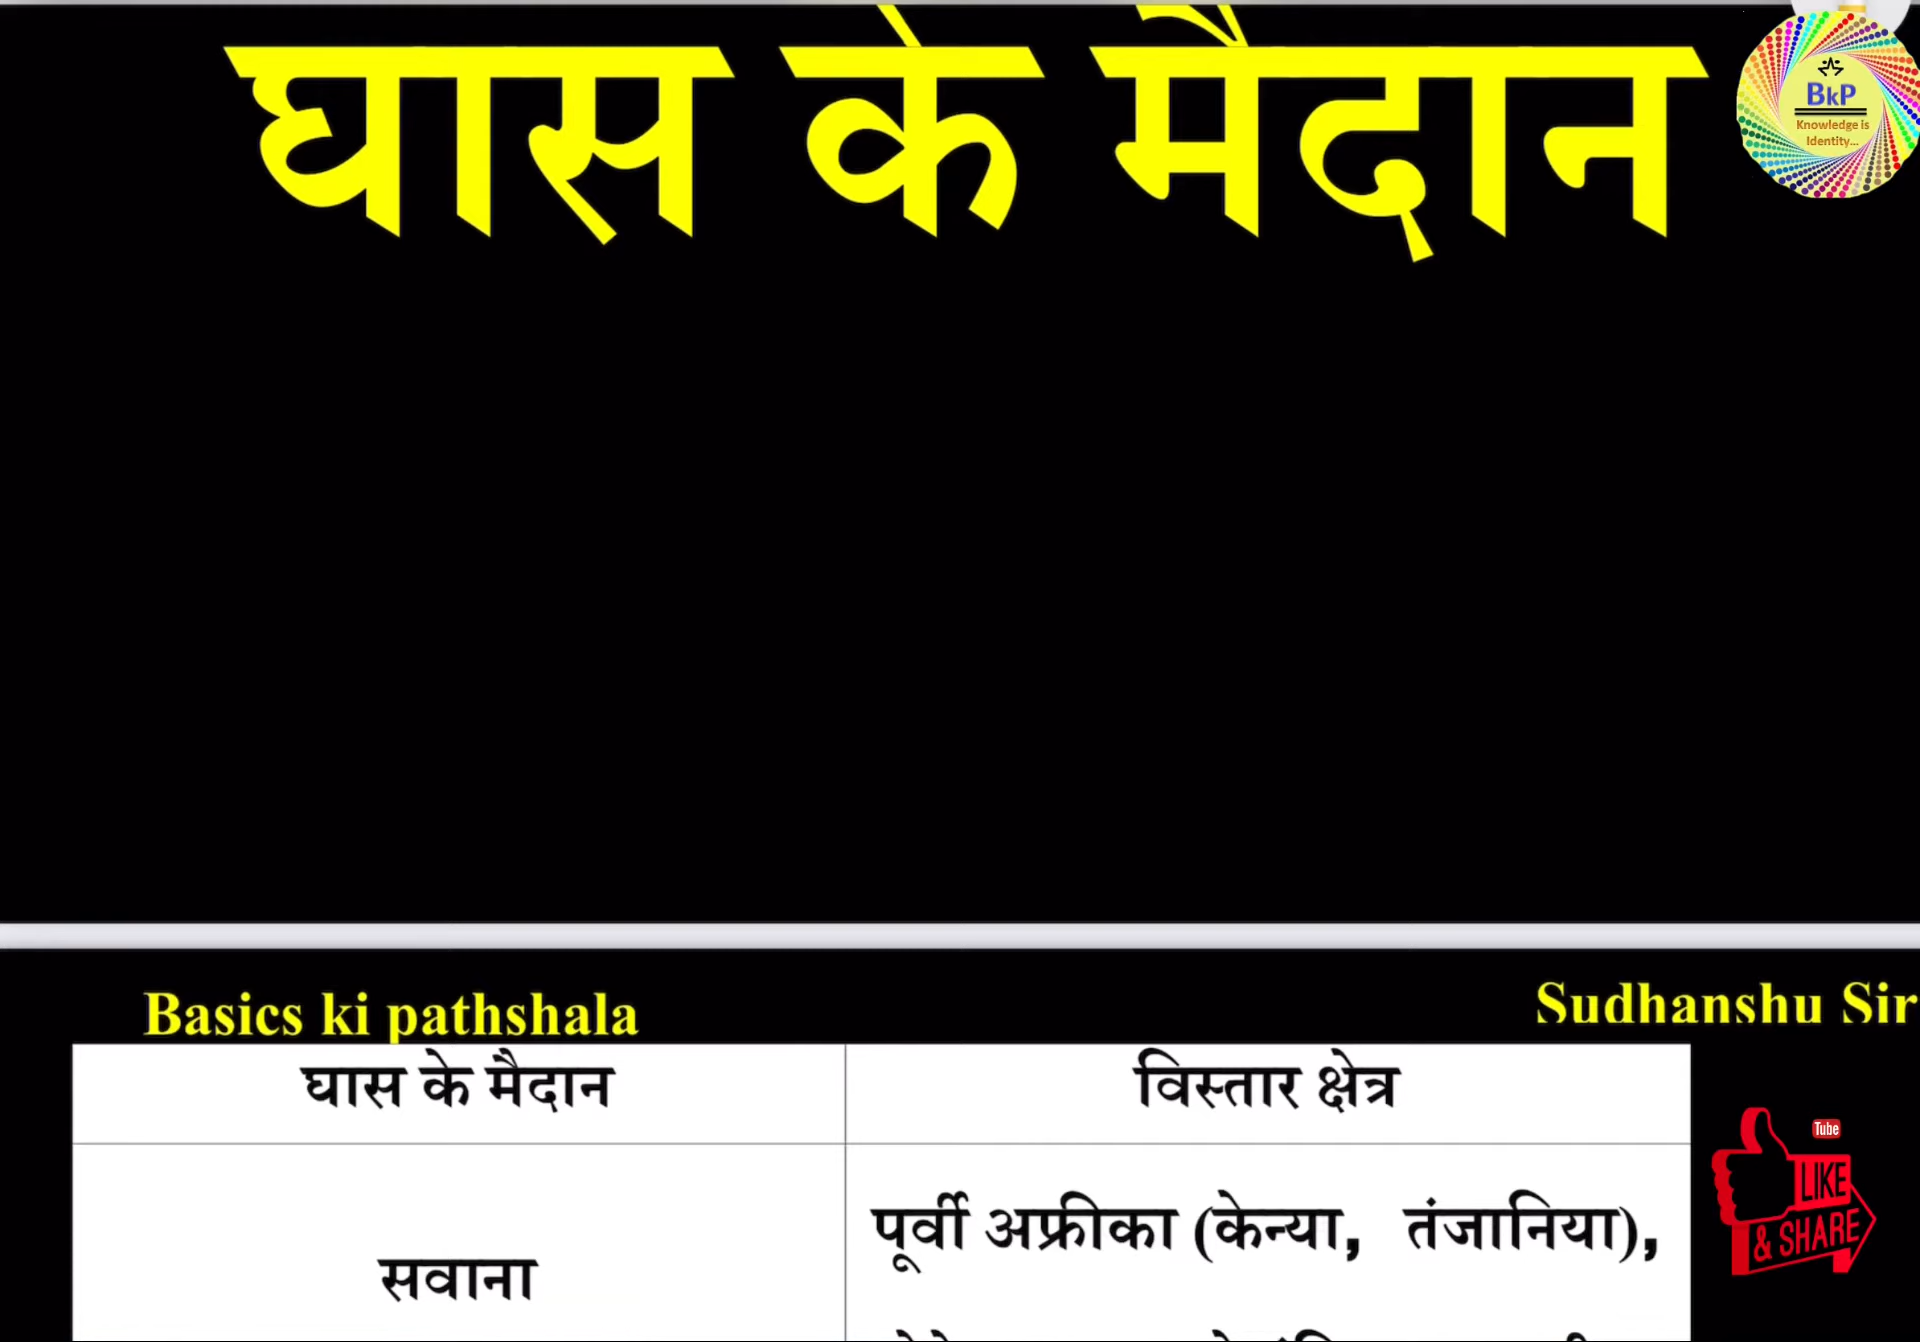 घास के मैदान
BkP
Knowledge is
Identity...
Basics ki pathshala
Sudhanshu Sir
घास के मैदान
विस्तार क्षेत्र
सवाना
पूर्वी अफ्रीका (केन्या, तंजानिया),
Tube
LIKE
& SHARE